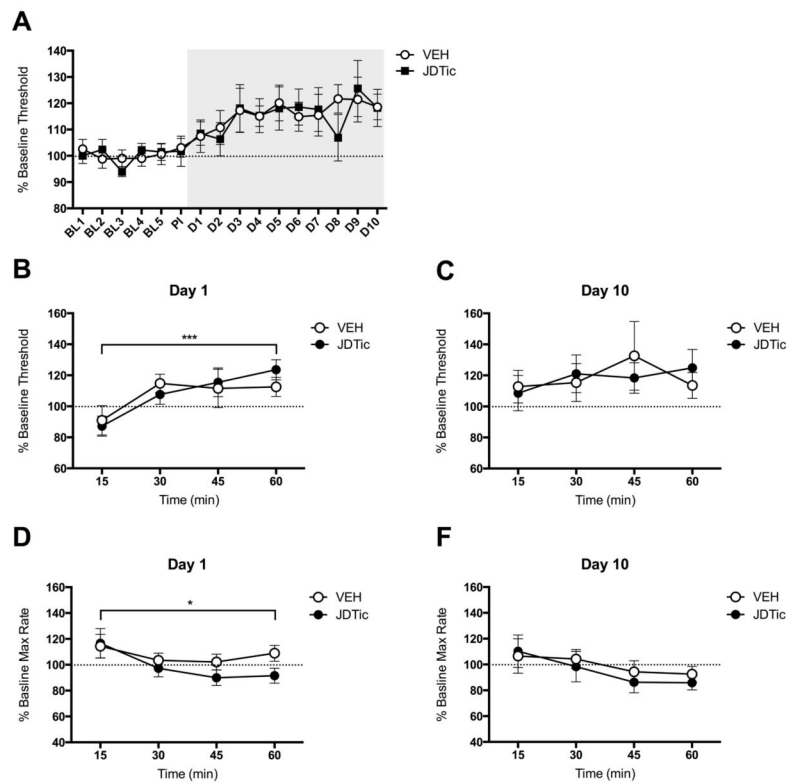 A
140
130
120
110
100
90
80
% Baseline Threshold
BL1 BL2 BL3 BL4 BL5 PI D1 D2 D3 D4 D5 D6 D7 D8 D9 D10
VEH
JDTic
B
Day 1
160
140
120
100
80
60
% Baseline Threshold
***
15 30 45 60
Time (min)
VEH
JDTic
C
Day 10
160
140
120
100
80
60
% Baseline Threshold
15 30 45 60
Time (min)
VEH
JDTic
D
Day 1
160
140
120
100
80
60
40
% Basline Max Rate
*
15 30 45 60
Time (min)
VEH
JDTic
F
Day 10
160
140
120
100
80
60
40
% Basline Max Rate
15 30 45 60
Time (min)
VEH
JDTic